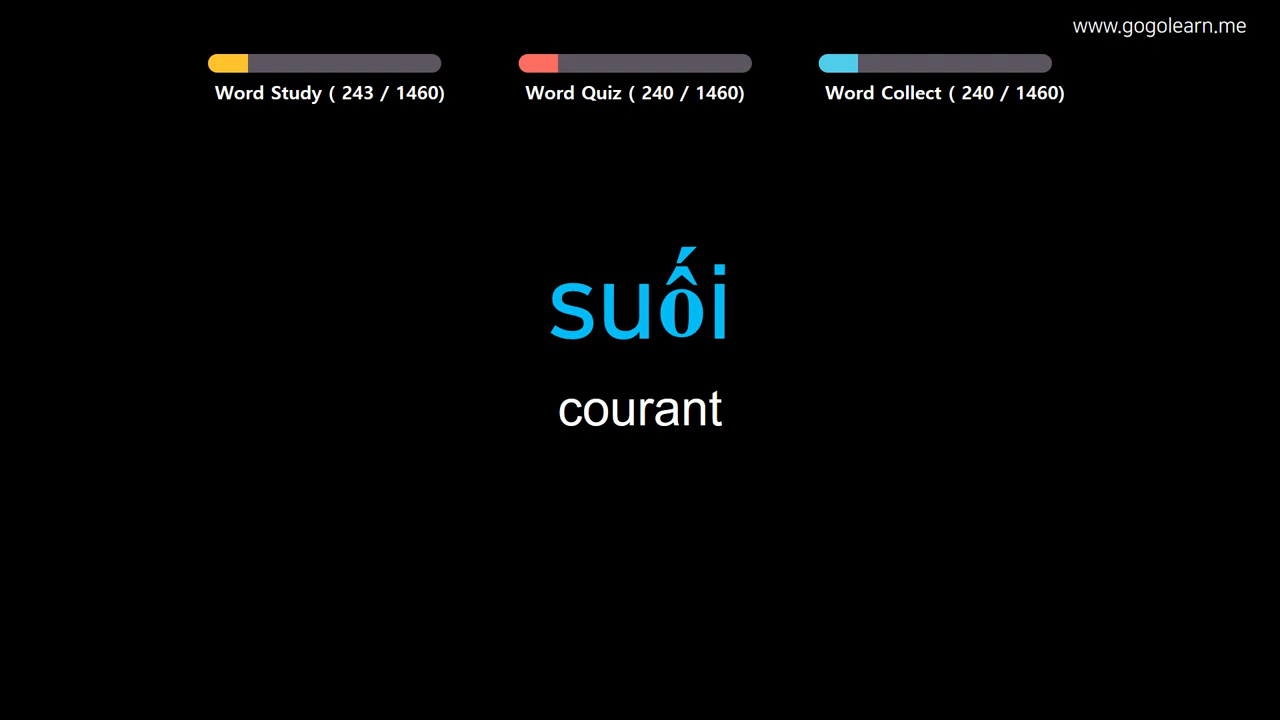 www.gogolearn.me
Word Study ( 243 / 1460)
Word Quiz ( 240 / 1460)
Word Collect ( 240 / 1460)
suối
courant